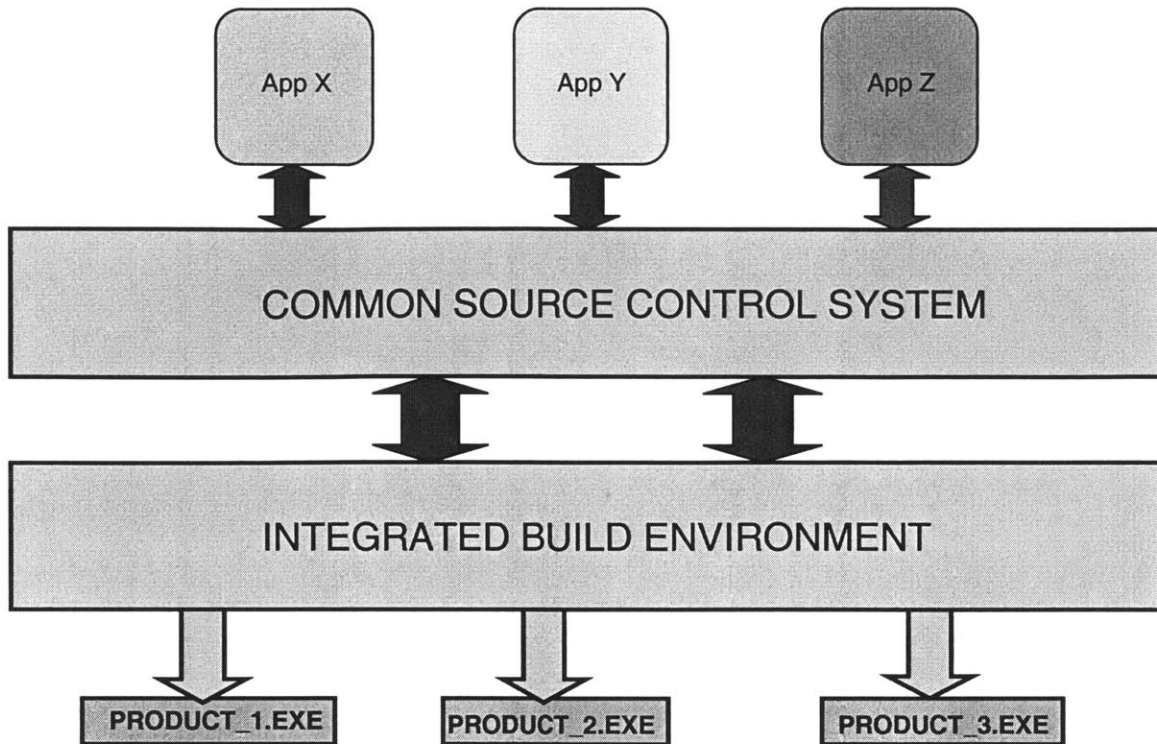 App X
App Y
App Z
COMMON SOURCE CONTROL SYSTEM
INTEGRATED BUILD ENVIRONMENT
PRODUCT_1.EXE
PRODUCT_2.EXE
PRODUCT_3.EXE